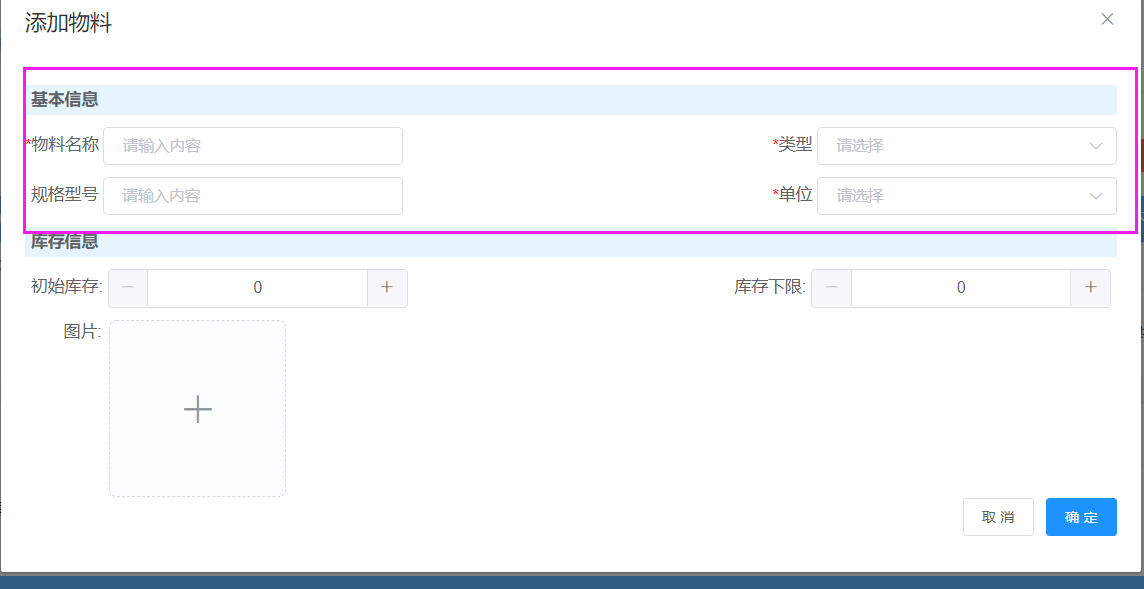 添加物料
基本信息
*物料名称 请输入内容 *类型 请选择
规格型号 请输入内容 *单位 请选择
库存信息
初始库存: 0 库存下限: 0
图片:
取消 确定